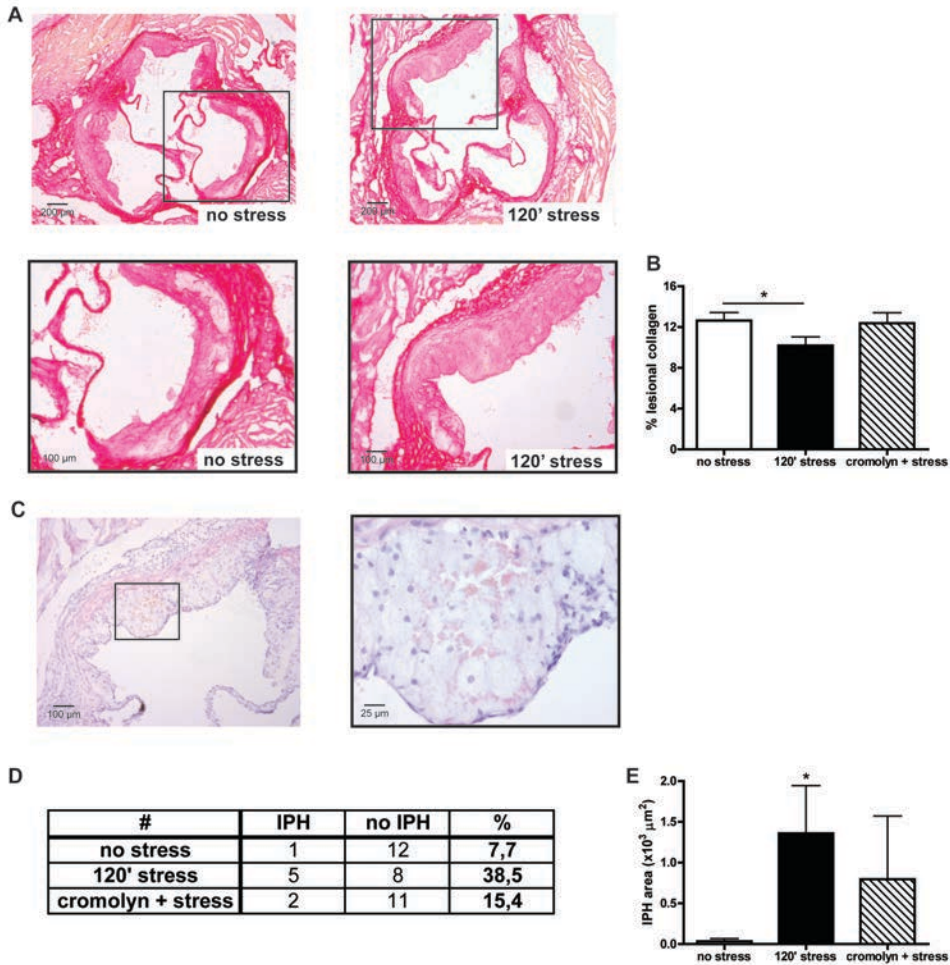 A
200 µm
no stress
200 µm
120' stress
100 µm
no stress
100 µm
120' stress
B
% lesional collagen
16
12
8
4
0
*
no stress
120' stress
cromolyn + stress
C
100 µm
25 µm
D
# IPH no IPH %
no stress 1 12 7,7
120' stress 5 8 38,5
cromolyn + stress 2 11 15,4
E
IPH area (x10³ µm²)
2.0
1.5
1.0
0.5
0.0
*
no stress
120' stress
cromolyn + stress